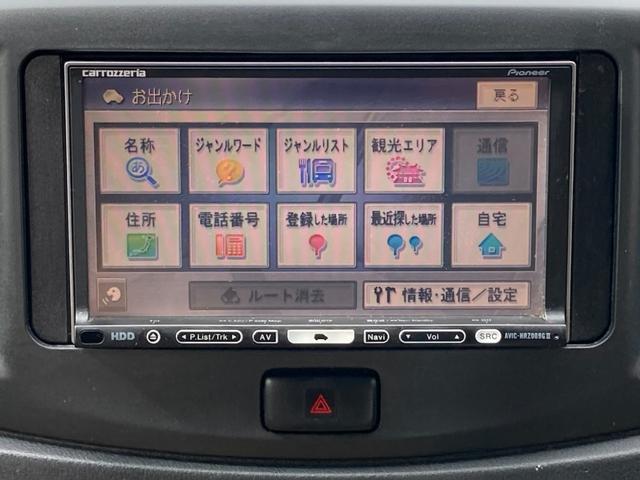 carrozzeria
Pioneer
お出かけ
戻る
名称
ジャンルワード
ジャンルリスト
観光エリア
通信
あ
住所
電話番号
登録した場所
最近探した場所
自宅
ルート消去
情報・通信／設定
HDD
P.List/Trk
AV
Navi
Vol
SRC
AVIC-HRZ009GⅡ